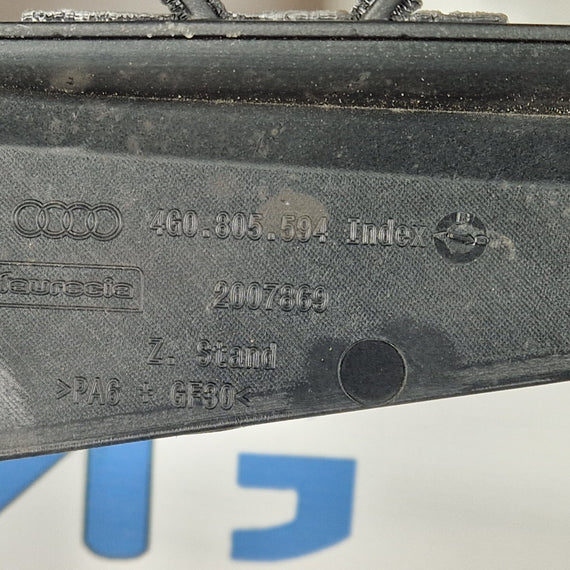 4G0.805.594 Index
faurecia
2007869
Z. Stand
>PA6 + GF30<